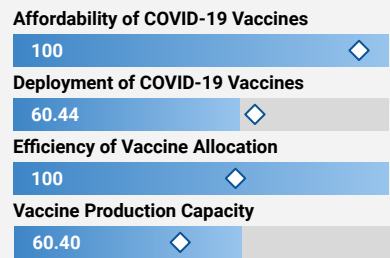 Affordability of COVID-19 Vaccines
100
Deployment of COVID-19 Vaccines
60.44
Efficiency of Vaccine Allocation
100
Vaccine Production Capacity
60.40